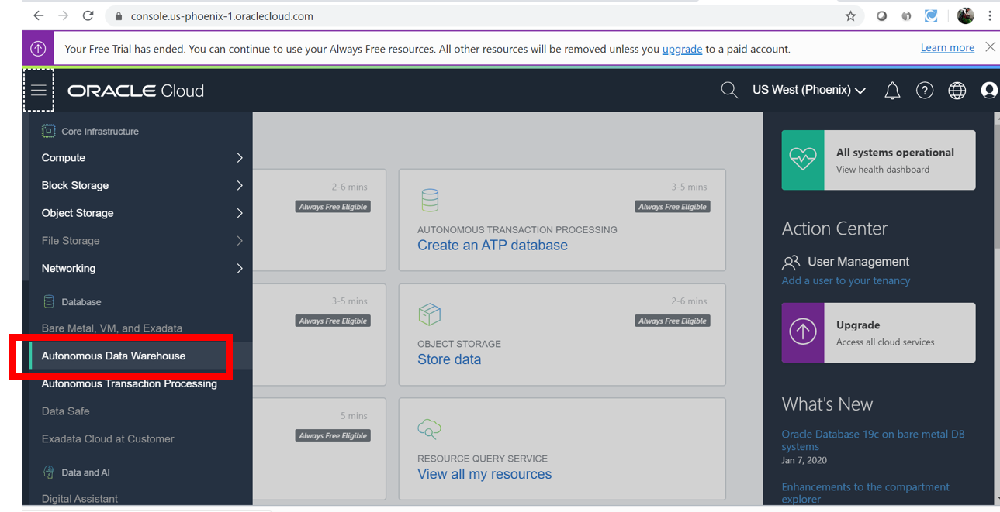 console.us-phoenix-1.oraclecloud.com
Your Free Trial has ended. You can continue to use your Always Free resources. All other resources will be removed unless you upgrade to a paid account.
Learn more
ORACLE Cloud
US West (Phoenix)
Core Infrastructure
Compute
Block Storage
Object Storage
File Storage
Networking
Database
Bare Metal, VM, and Exadata
Autonomous Data Warehouse
Autonomous Transaction Processing
Data Safe
Exadata Cloud at Customer
Data and AI
Digital Assistant
2-6 mins
Always Free Eligible
3-5 mins
Always Free Eligible
AUTONOMOUS TRANSACTION PROCESSING
Create an ATP database
3-5 mins
Always Free Eligible
2-6 mins
Always Free Eligible
OBJECT STORAGE
Store data
5 mins
Always Free Eligible
RESOURCE QUERY SERVICE
View all my resources
All systems operational
View health dashboard
Action Center
User Management
Add a user to your tenancy
Upgrade
Access all cloud services
What's New
Oracle Database 19c on bare metal DB
systems
Jan 7, 2020
Enhancements to the compartment
explorer